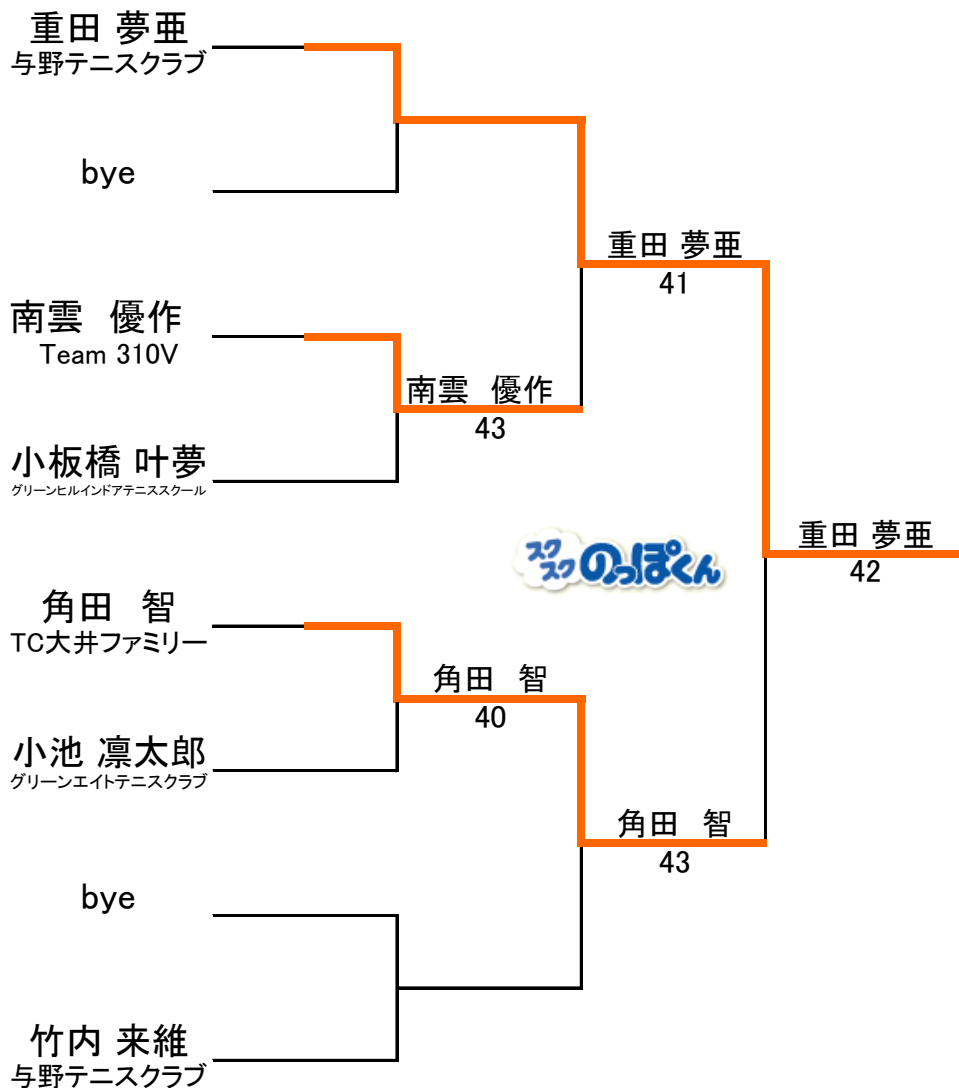 重田 夢亜
与野テニスクラブ
bye
重田 夢亜
41
南雲　優作
Team 310V
南雲　優作
43
小板橋 叶夢
グリーンヒルインドアテニススクール
重田 夢亜
42
スク
スク
のっぽくん
角田　智
TC大井ファミリー
角田　智
40
小池 凛太郎
グリーンエイトテニスクラブ
角田　智
43
bye
竹内 来維
与野テニスクラブ